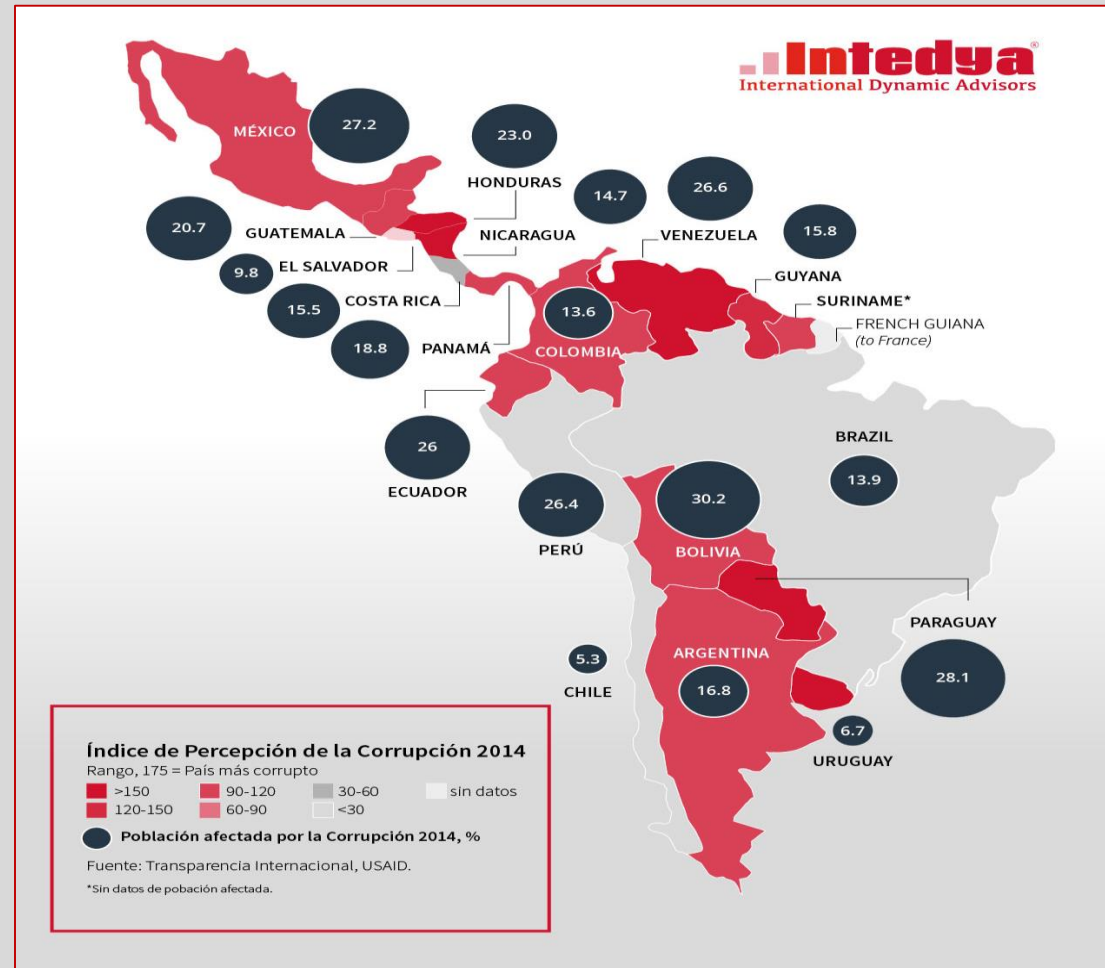 Intedya®
International Dynamic Advisors
MÉXICO
27.2
23.0
HONDURAS
14.7
26.6
20.7
GUATEMALA
NICARAGUA
VENEZUELA
15.8
9.8
EL SALVADOR
GUYANA
15.5
COSTA RICA
SURINAME*
18.8
PANAMÁ
13.6
COLOMBIA
FRENCH GUIANA
(to France)
26
ECUADOR
BRAZIL
13.9
26.4
PERÚ
30.2
BOLIVIA
PARAGUAY
28.1
5.3
CHILE
ARGENTINA
16.8
6.7
URUGUAY
Índice de Percepción de la Corrupción 2014
Rango, 175 = País más corrupto
>150 90-120 30-60 sin datos
120-150 60-90 <30
Población afectada por la Corrupción 2014, %
Fuente: Transparencia Internacional, USAID.
*Sin datos de pobación afectada.